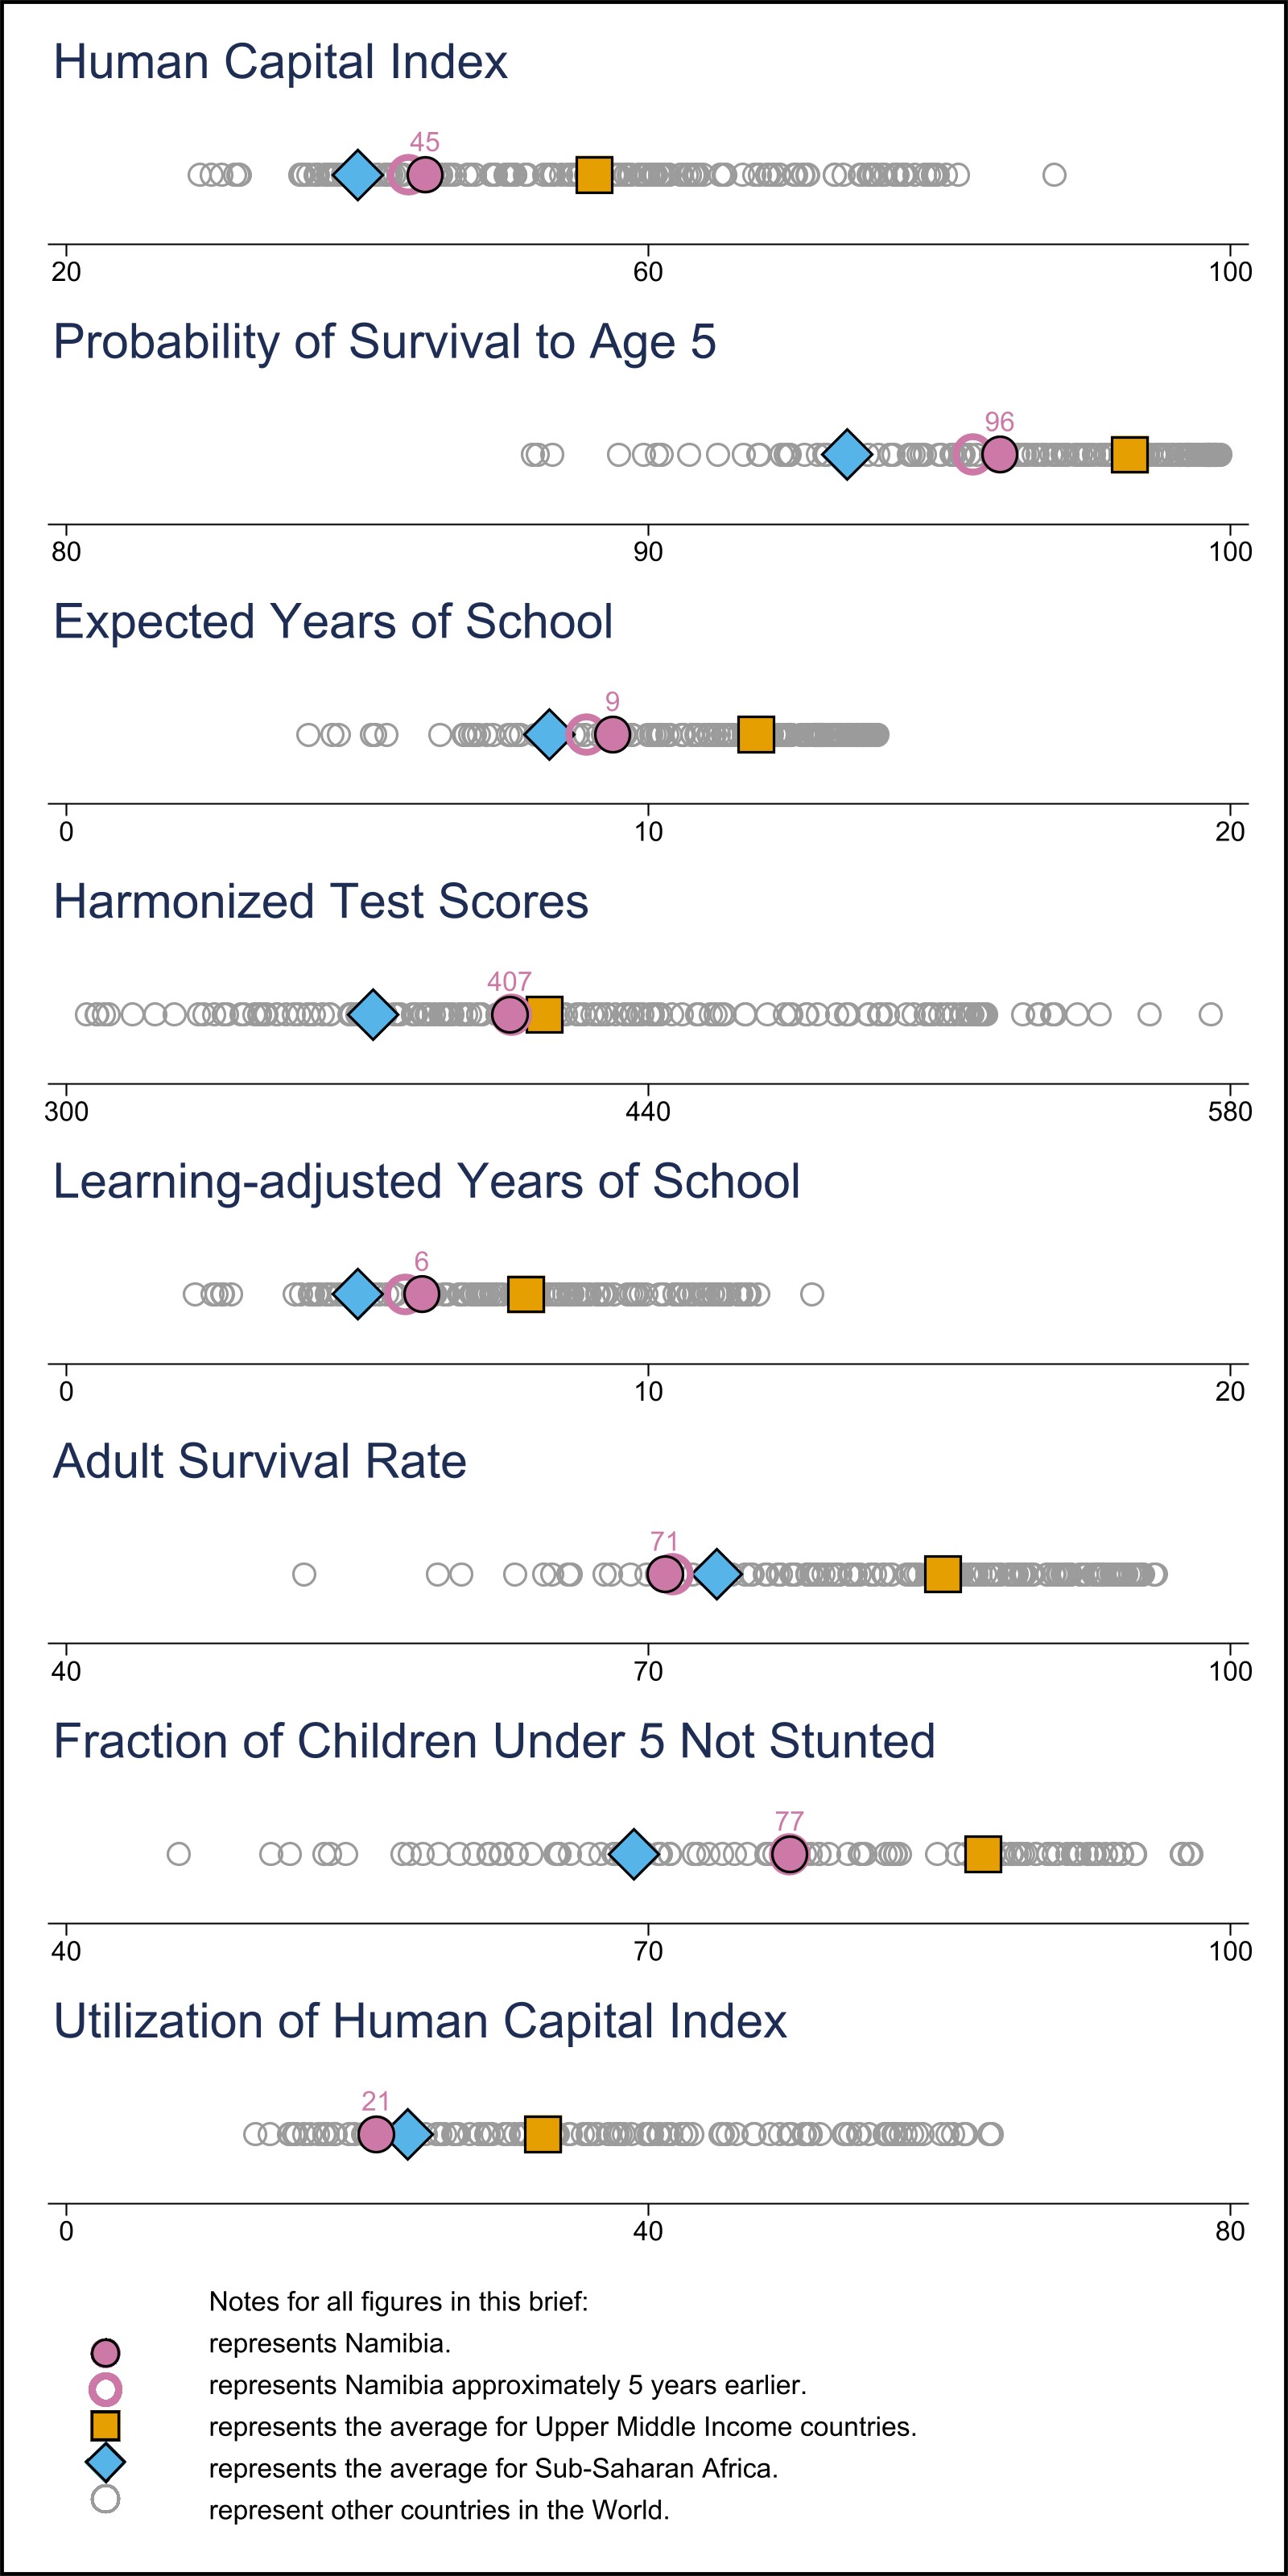 Human Capital Index
45
20 60 100
Probability of Survival to Age 5
96
80 90 100
Expected Years of School
9
0 10 20
Harmonized Test Scores
407
300 440 580
Learning-adjusted Years of School
6
0 10 20
Adult Survival Rate
71
40 70 100
Fraction of Children Under 5 Not Stunted
77
40 70 100
Utilization of Human Capital Index
21
0 40 80
Notes for all figures in this brief:
represents Namibia.
represents Namibia approximately 5 years earlier.
represents the average for Upper Middle Income countries.
represents the average for Sub-Saharan Africa.
represent other countries in the World.